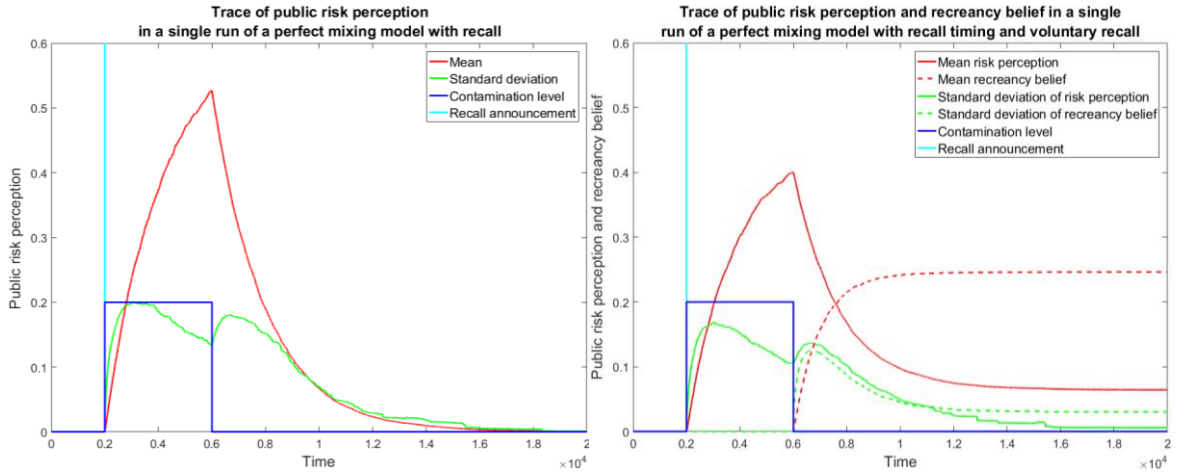 Trace of public risk perception
in a single run of a perfect mixing model with recall
0.6
0.5
0.4
0.3
0.2
0.1
0
Public risk perception
Mean
Standard deviation
Contamination level
Recall announcement
0 0.2 0.4 0.6 0.8 1 1.2 1.4 1.6 1.8 2
Time
×10^4
Trace of public risk perception and recreancy belief in a single
run of a perfect mixing model with recall timing and voluntary recall
0.6
0.5
0.4
0.3
0.2
0.1
0
Public risk perception and recreancy belief
Mean risk perception
Mean recreancy belief
Standard deviation of risk perception
Standard deviation of recreancy belief
Contamination level
Recall announcement
0 0.2 0.4 0.6 0.8 1 1.2 1.4 1.6 1.8 2
Time
×10^4